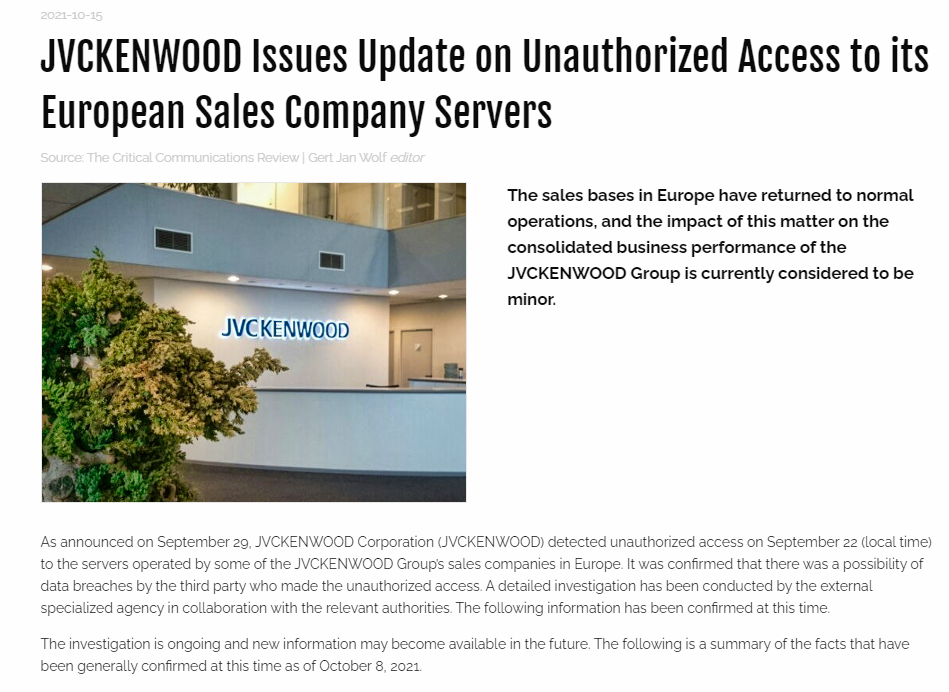 2021-10-15
JVCKENWOOD Issues Update on Unauthorized Access to its
European Sales Company Servers
Source: The Critical Communications Review | Gert Jan Wolf editor
JVCKENWOOD
The sales bases in Europe have returned to normal
operations, and the impact of this matter on the
consolidated business performance of the
JVCKENWOOD Group is currently considered to be
minor.
As announced on September 29, JVCKENWOOD Corporation (JVCKENWOOD) detected unauthorized access on September 22 (local time)
to the servers operated by some of the JVCKENWOOD Group's sales companies in Europe. It was confirmed that there was a possibility of
data breaches by the third party who made the unauthorized access. A detailed investigation has been conducted by the external
specialized agency in collaboration with the relevant authorities. The following information has been confirmed at this time.
The investigation is ongoing and new information may become available in the future. The following is a summary of the facts that have
been generally confirmed at this time as of October 8, 2021.